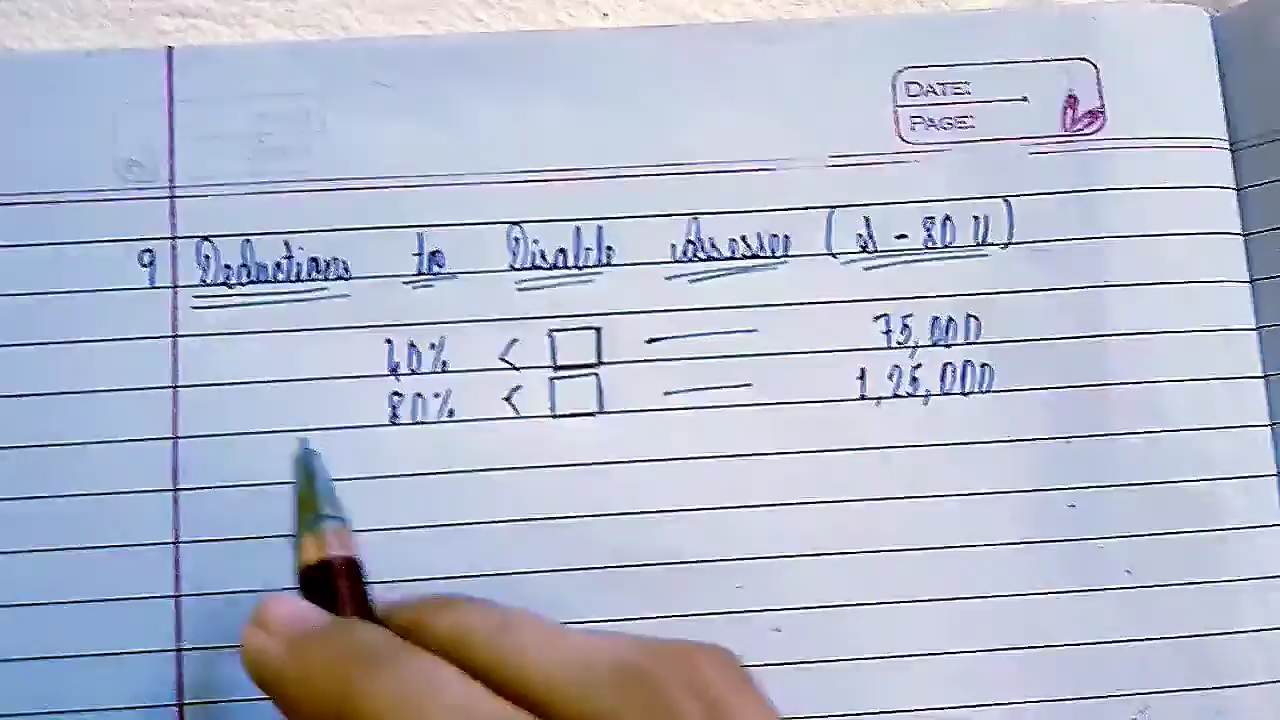 DATE:
PAGE:
9 Deductions to Disable Assessee (s - 80 U)
40% < □ — 75,000
80% < □ — 1,25,000